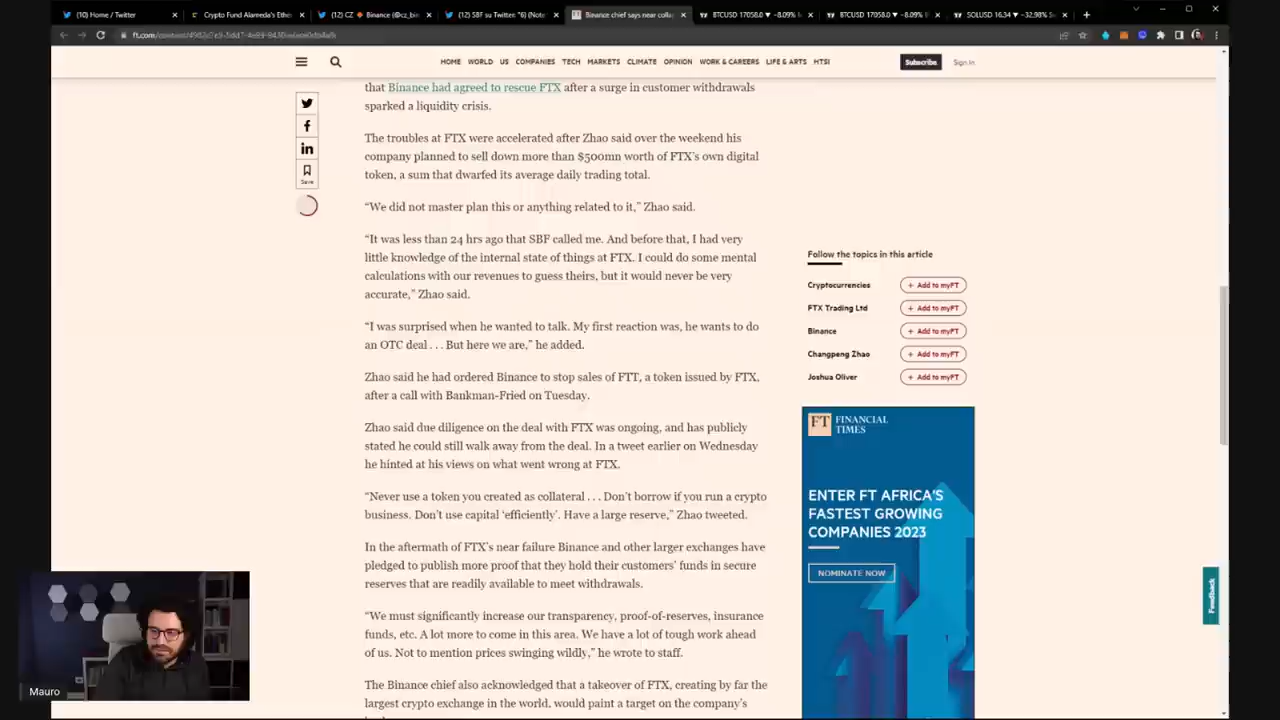 (10) Home / Twitter
Crypto Fund Alameda's Eth
(12) CZ Binance (@cz_bin
(12) SBF su Twitter: "6) (Note
Binance chief says near colla
BTCUSD 17058.0 ▼ −8.09%
BTCUSD 17058.0 ▼ −8.09%
SOLUSD 16.34 ▼ −32.98%
HOME WORLD US COMPANIES TECH MARKETS CLIMATE OPINION WORK & CAREERS LIFE & ARTS HTSI
Subscribe
Sign In
that Binance had agreed to rescue FTX after a surge in customer withdrawals
sparked a liquidity crisis.
The troubles at FTX were accelerated after Zhao said over the weekend his
company planned to sell down more than $500mn worth of FTX's own digital
token, a sum that dwarfed its average daily trading total.
Save
“We did not master plan this or anything related to it,” Zhao said.
“It was less than 24 hrs ago that SBF called me. And before that, I had very
little knowledge of the internal state of things at FTX. I could do some mental
calculations with our revenues to guess theirs, but it would never be very
accurate,” Zhao said.
“I was surprised when he wanted to talk. My first reaction was, he wants to do
an OTC deal . . . But here we are,” he added.
Zhao said he had ordered Binance to stop sales of FTT, a token issued by FTX,
after a call with Bankman-Fried on Tuesday.
Zhao said due diligence on the deal with FTX was ongoing, and has publicly
stated he could still walk away from the deal. In a tweet earlier on Wednesday
he hinted at his views on what went wrong at FTX.
“Never use a token you created as collateral . . . Don't borrow if you run a crypto
business. Don't use capital ‘efficiently’. Have a large reserve,” Zhao tweeted.
In the aftermath of FTX's near failure Binance and other larger exchanges have
pledged to publish more proof that they hold their customers' funds in secure
reserves that are readily available to meet withdrawals.
“We must significantly increase our transparency, proof-of-reserves, insurance
funds, etc. A lot more to come in this area. We have a lot of tough work ahead
of us. Not to mention prices swinging wildly,” he wrote to staff.
The Binance chief also acknowledged that a takeover of FTX, creating by far the
largest crypto exchange in the world, would paint a target on the company's
Follow the topics in this article
Cryptocurrencies + Add to myFT
FTX Trading Ltd + Add to myFT
Binance + Add to myFT
Changpeng Zhao + Add to myFT
Joshua Oliver + Add to myFT
FT FINANCIAL
TIMES
ENTER FT AFRICA'S
FASTEST GROWING
COMPANIES 2023
NOMINATE NOW
Feedback
Mauro